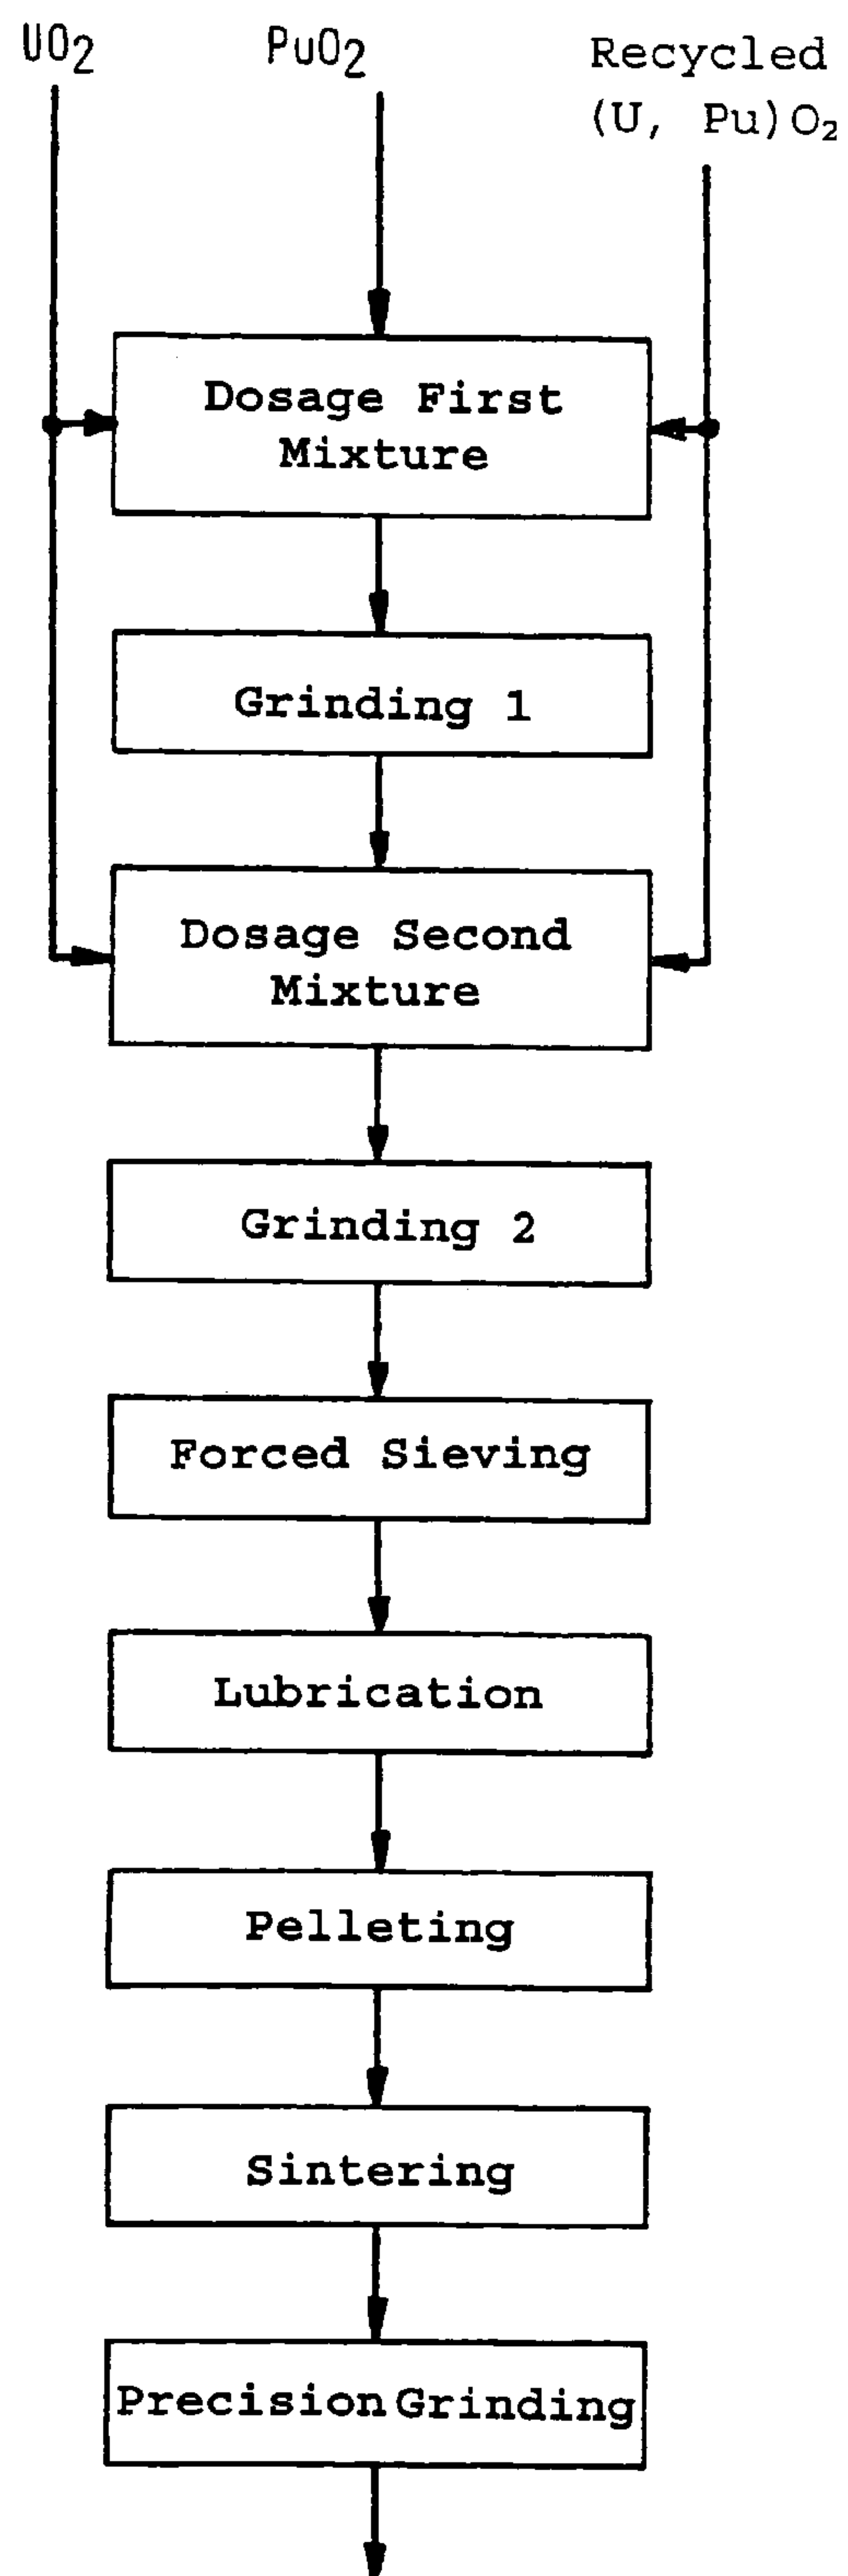 UO₂
PuO₂
Recycled
(U, Pu)O₂
Dosage First
Mixture
Grinding 1
Dosage Second
Mixture
Grinding 2
Forced Sieving
Lubrication
Pelleting
Sintering
Precision Grinding